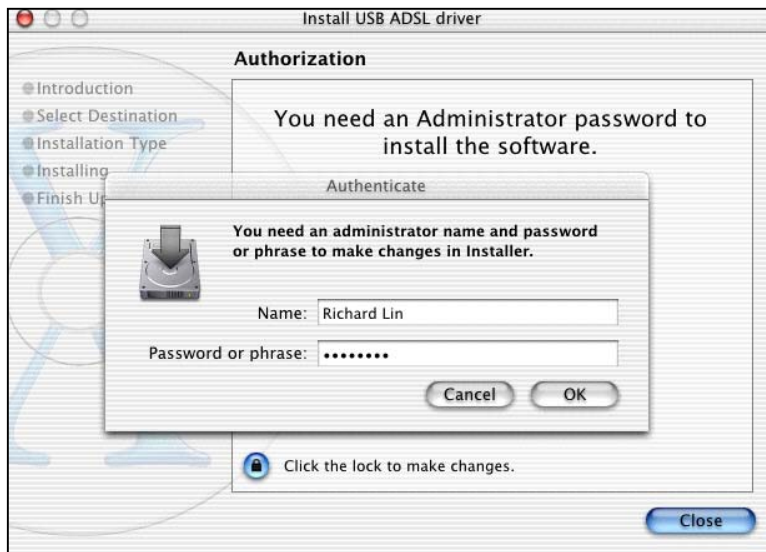 Install USB ADSL driver
Authorization
Introduction
Select Destination
Installation Type
Installing
Finish Up
You need an Administrator password to
install the software.
Authenticate
You need an administrator name and password
or phrase to make changes in Installer.
Name: Richard Lin
Password or phrase: ••••••••
Cancel
OK
Click the lock to make changes.
Close